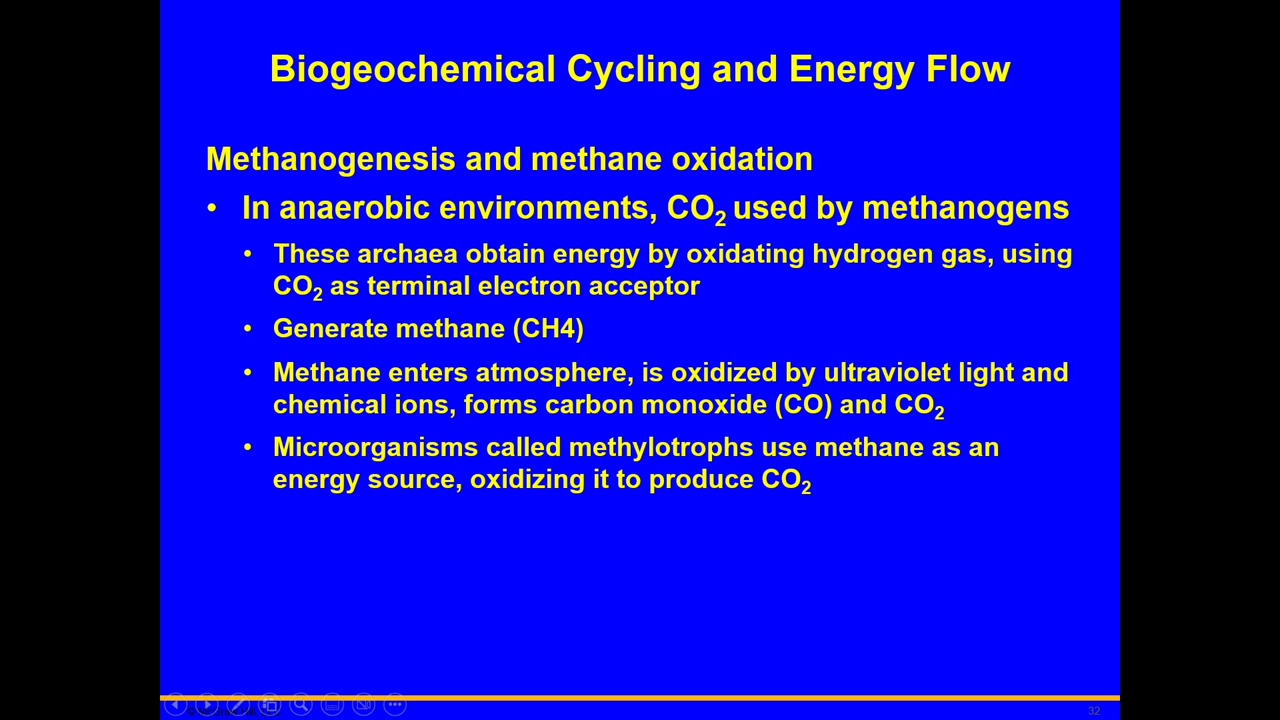 Biogeochemical Cycling and Energy Flow
Methanogenesis and methane oxidation
• In anaerobic environments, CO₂ used by methanogens
• These archaea obtain energy by oxidating hydrogen gas, using
CO₂ as terminal electron acceptor
• Generate methane (CH4)
• Methane enters atmosphere, is oxidized by ultraviolet light and
chemical ions, forms carbon monoxide (CO) and CO₂
• Microorganisms called methylotrophs use methane as an
energy source, oxidizing it to produce CO₂
32